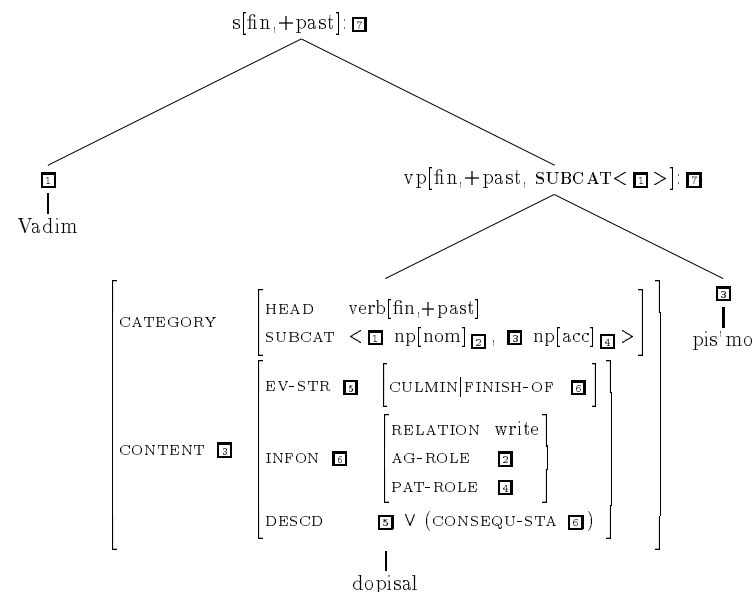 s[fin,+past]: 7
1 vp[fin,+past, SUBCAT< 1 >]: 7
Vadim
CATEGORY HEAD verb[fin,+past]
SUBCAT < 1 np[nom] 2 , 3 np[acc] 4 >
3
pis'mo
CONTENT 3 EV-STR 5 [CULMIN|FINISH-OF 6 ]
INFON 6 RELATION write
AG-ROLE 2
PAT-ROLE 4
DESCD 5 ∨ (CONSEQU-STA 6 )
dopisal